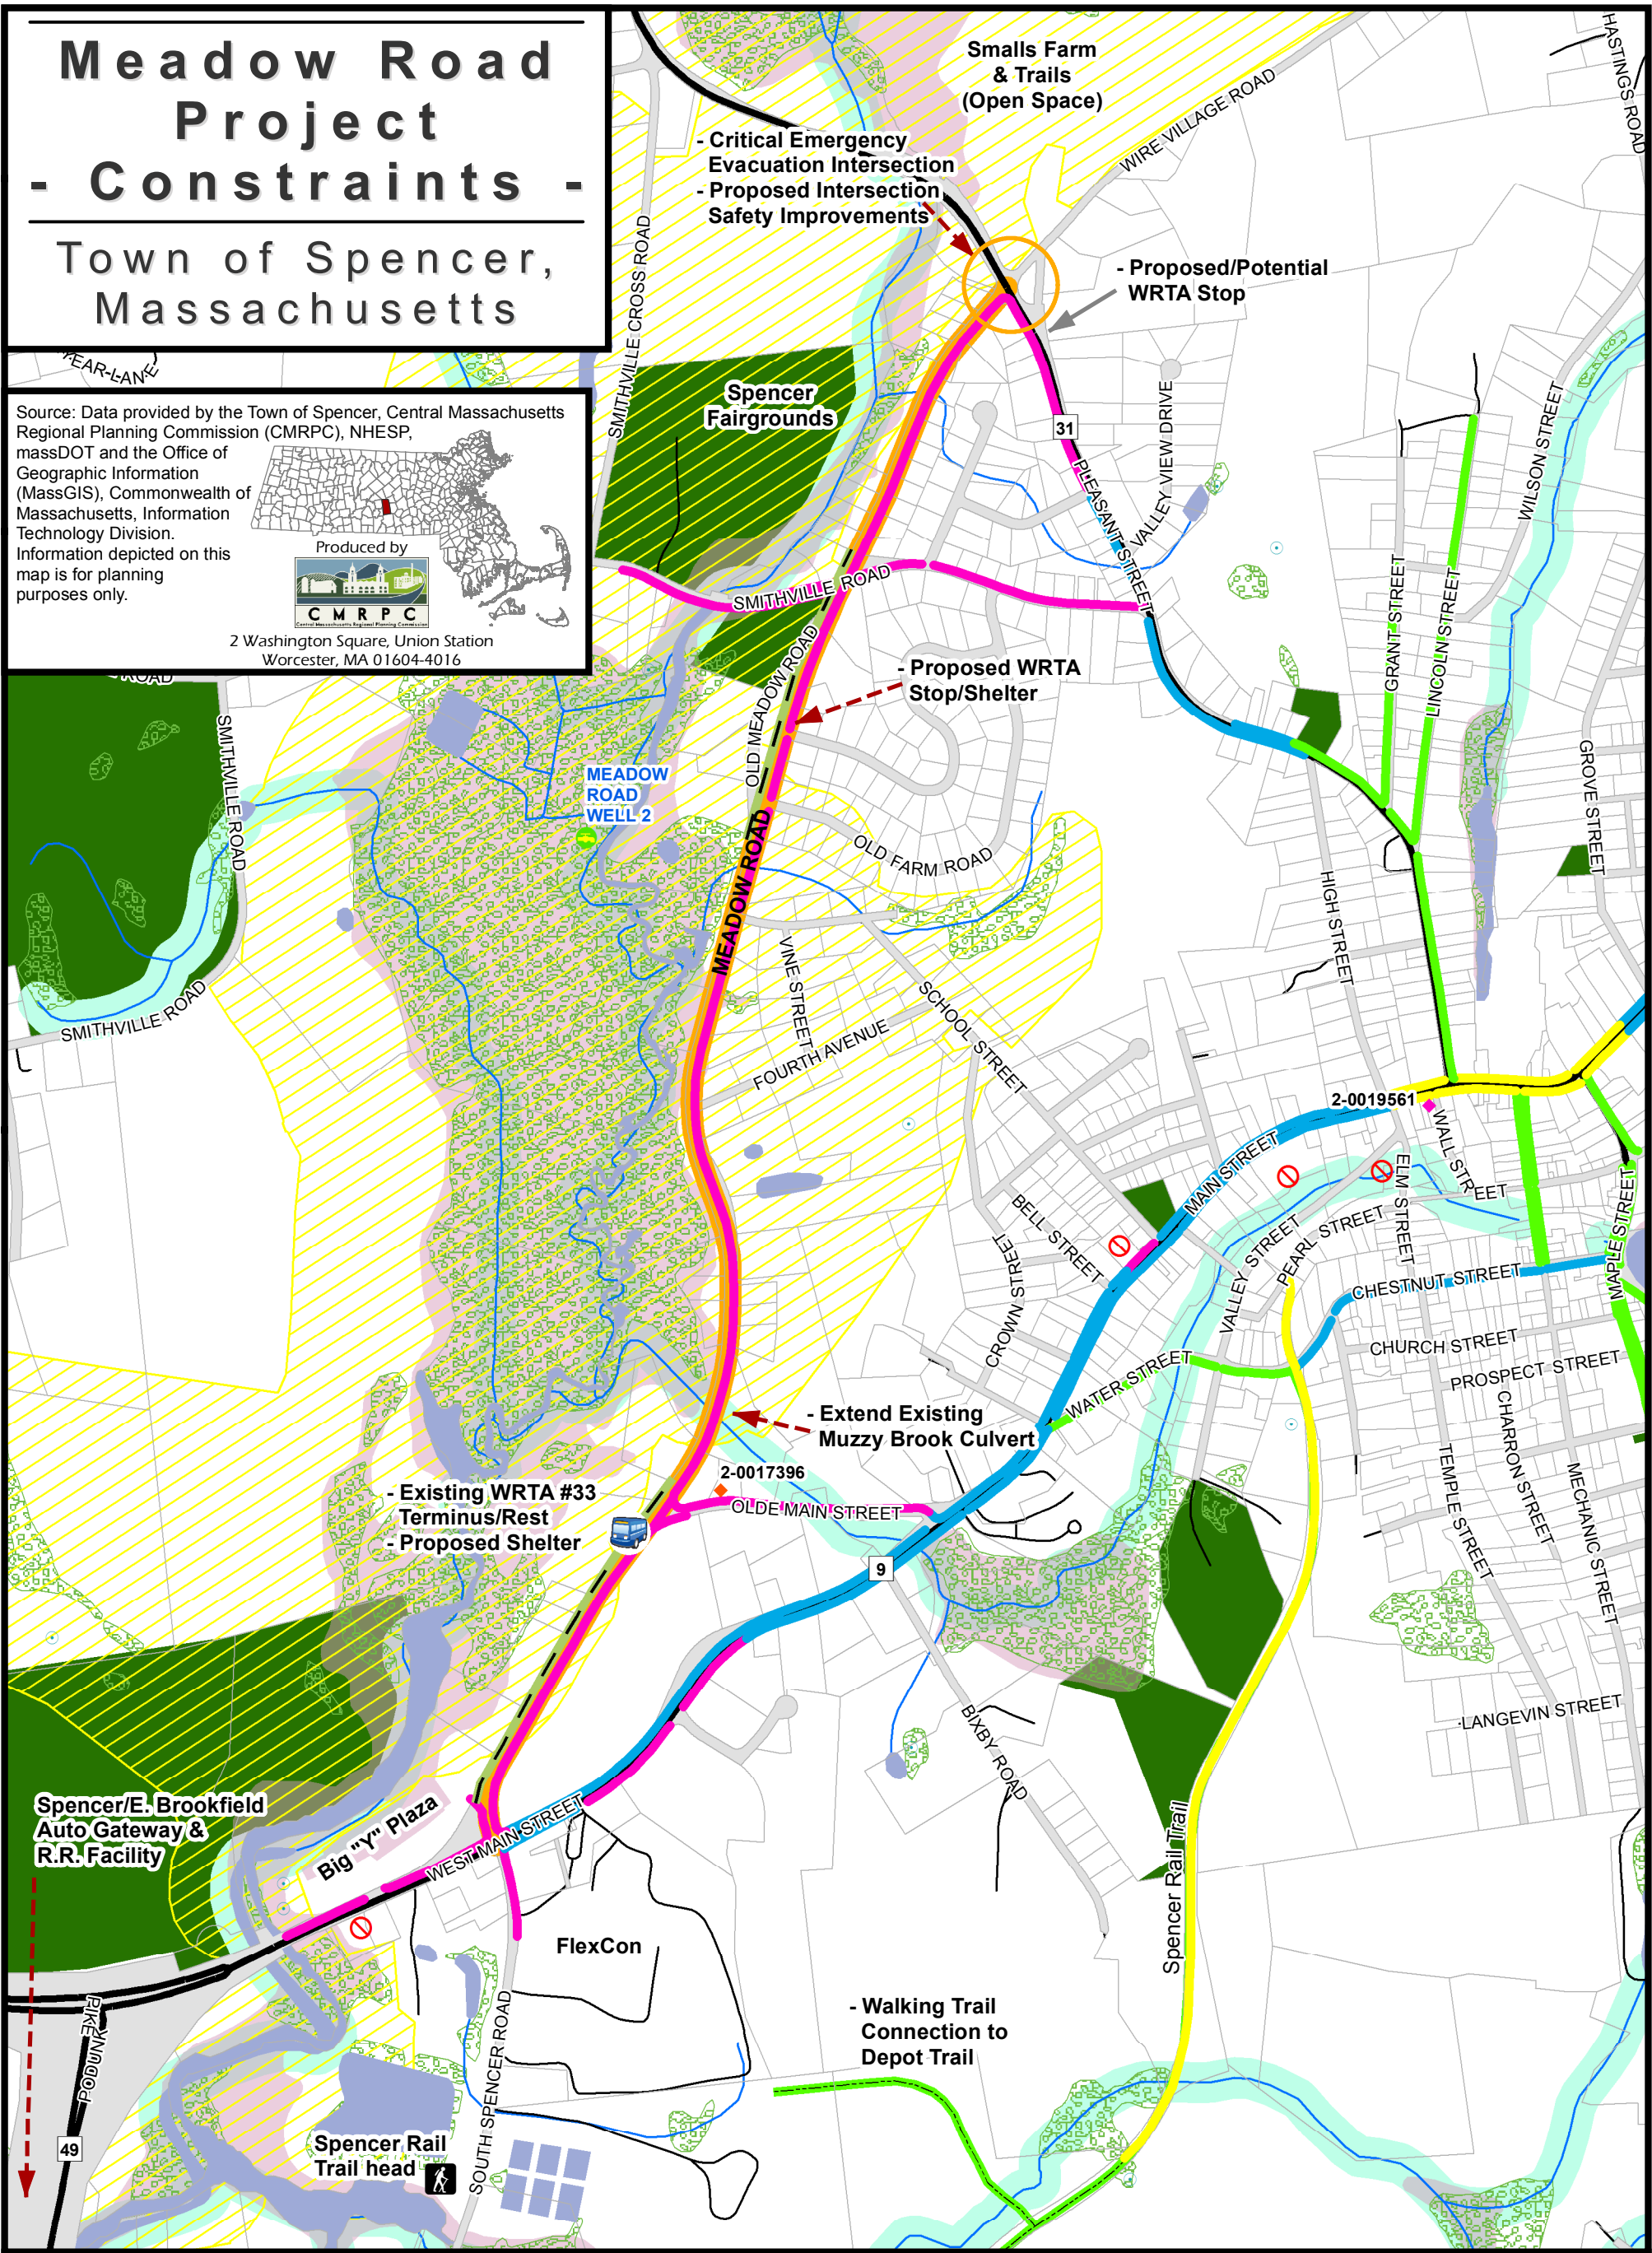 Meadow Road
Project
- Constraints -
Town of Spencer,
Massachusetts
YEAR-LANE
Source: Data provided by the Town of Spencer, Central Massachusetts
Regional Planning Commission (CMRPC), NHESP,
massDOT and the Office of
Geographic Information
(MassGIS), Commonwealth of
Massachusetts, Information
Technology Division.
Information depicted on this
map is for planning
purposes only.
Produced by
CMRPC
Central Massachusetts Regional Planning Commission
2 Washington Square, Union Station
Worcester, MA 01604-4016
ROAD
Smalls Farm
& Trails
(Open Space)
HASTINGS ROAD
WIRE VILLAGE ROAD
- Critical Emergency
Evacuation Intersection
- Proposed Intersection
Safety Improvements
SMITHVILLE CROSS ROAD
- Proposed/Potential
WRTA Stop
Spencer
Fairgrounds
31
PLEASANT STREET
VALLEY VIEW DRIVE
WILSON STREET
GRANT STREET
LINCOLN STREET
SMITHVILLE ROAD
OLD MEADOW ROAD
- Proposed WRTA
Stop/Shelter
SMITHVILLE ROAD
MEADOW
ROAD
WELL 2
MEADOW ROAD
OLD FARM ROAD
GROVE STREET
HIGH STREET
VINE STREET
SCHOOL STREET
SMITHVILLE ROAD
FOURTH AVENUE
2-0019561
WALL STREET
MAIN STREET
ELM STREET
BELL STREET
CROWN STREET
VALLEY STREET
PEARL STREET
MAPLE STREET
CHESTNUT STREET
CHURCH STREET
PROSPECT STREET
WATER STREET
- Extend Existing
Muzzy Brook Culvert
TEMPLE STREET
CHARRON STREET
MECHANIC STREET
2-0017396
- Existing WRTA #33
Terminus/Rest
- Proposed Shelter
OLDE MAIN STREET
9
BIXBY ROAD
LANGEVIN STREET
Spencer/E. Brookfield
Auto Gateway &
R.R. Facility
Big "Y" Plaza
WEST MAIN STREET
Spencer Rail Trail
FlexCon
- Walking Trail
Connection to
Depot Trail
PODUNK PIKE
49
SOUTH SPENCER ROAD
Spencer Rail
Trail head